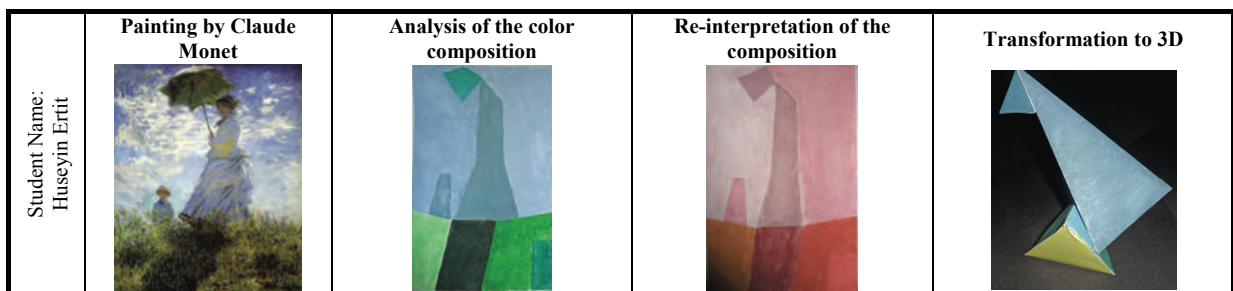 Student Name:
Huseyin Ertit
Painting by Claude
Monet
Analysis of the color
composition
Re-interpretation of the
composition
Transformation to 3D